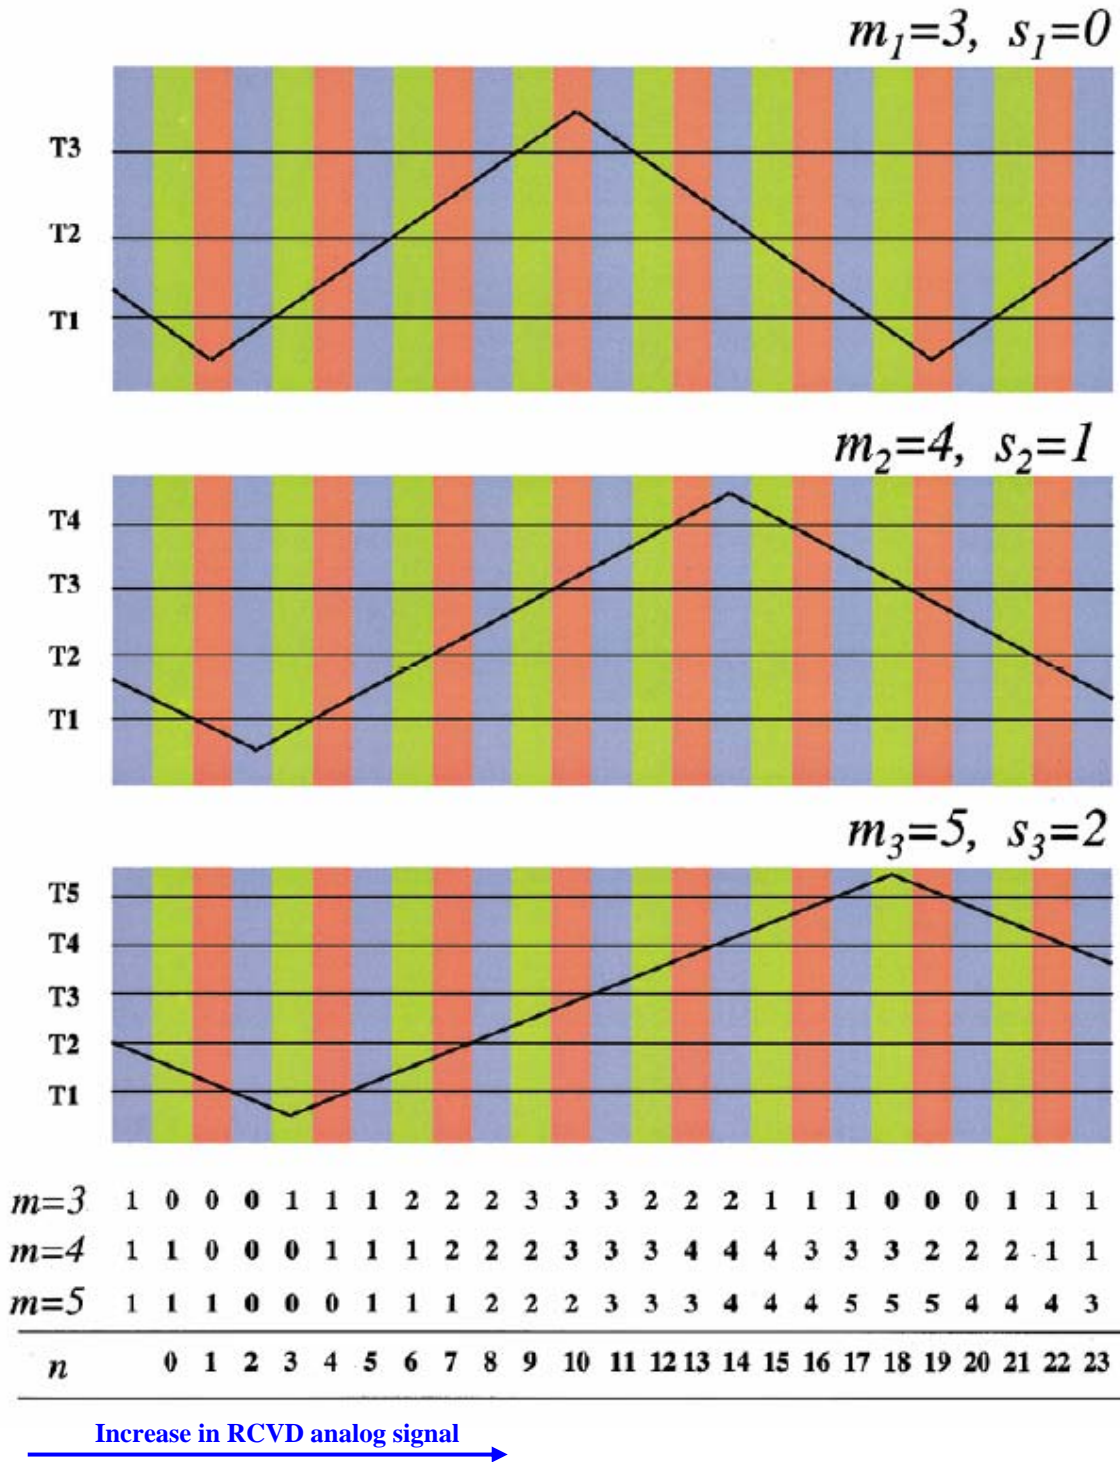 m₁=3, s₁=0
T3
T2
T1
m₂=4, s₂=1
T4
T3
T2
T1
m₃=5, s₃=2
T5
T4
T3
T2
T1
m=3 1 0 0 0 1 1 1 2 2 2 3 3 3 2 2 2 1 1 1 0 0 0 1 1 1
m=4 1 1 0 0 0 1 1 1 2 2 2 3 3 3 4 4 4 3 3 3 2 2 2 1 1
m=5 1 1 1 0 0 0 1 1 1 2 2 2 3 3 3 4 4 4 5 5 5 4 4 4 3
n 0 1 2 3 4 5 6 7 8 9 10 11 12 13 14 15 16 17 18 19 20 21 22 23
Increase in RCVD analog signal